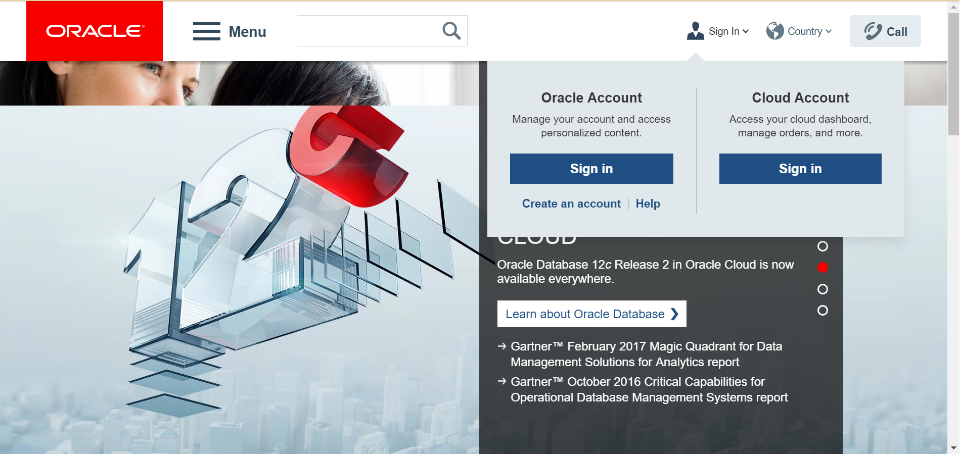 ORACLE
Menu
Sign In
Country
Call
Oracle Account
Manage your account and access
personalized content.
Sign in
Create an account | Help
Cloud Account
Access your cloud dashboard,
manage orders, and more.
Sign in
12c
CLOUD
Oracle Database 12c Release 2 in Oracle Cloud is now
available everywhere.
Learn about Oracle Database ❯
→ Gartner™ February 2017 Magic Quadrant for Data
Management Solutions for Analytics report
→ Gartner™ October 2016 Critical Capabilities for
Operational Database Management Systems report